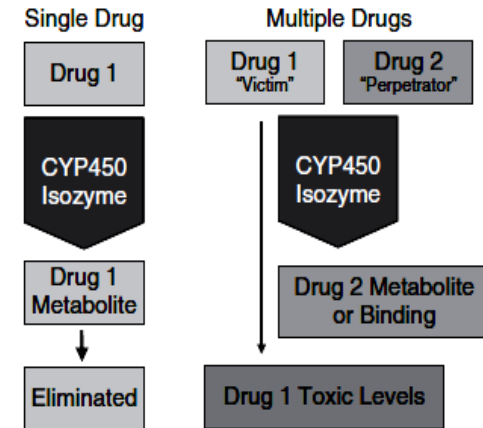 Single Drug
Drug 1
CYP450
Isozyme
Drug 1
Metabolite
Eliminated
Multiple Drugs
Drug 1
“Victim”
Drug 2
“Perpetrator”
CYP450
Isozyme
Drug 2 Metabolite
or Binding
Drug 1 Toxic Levels